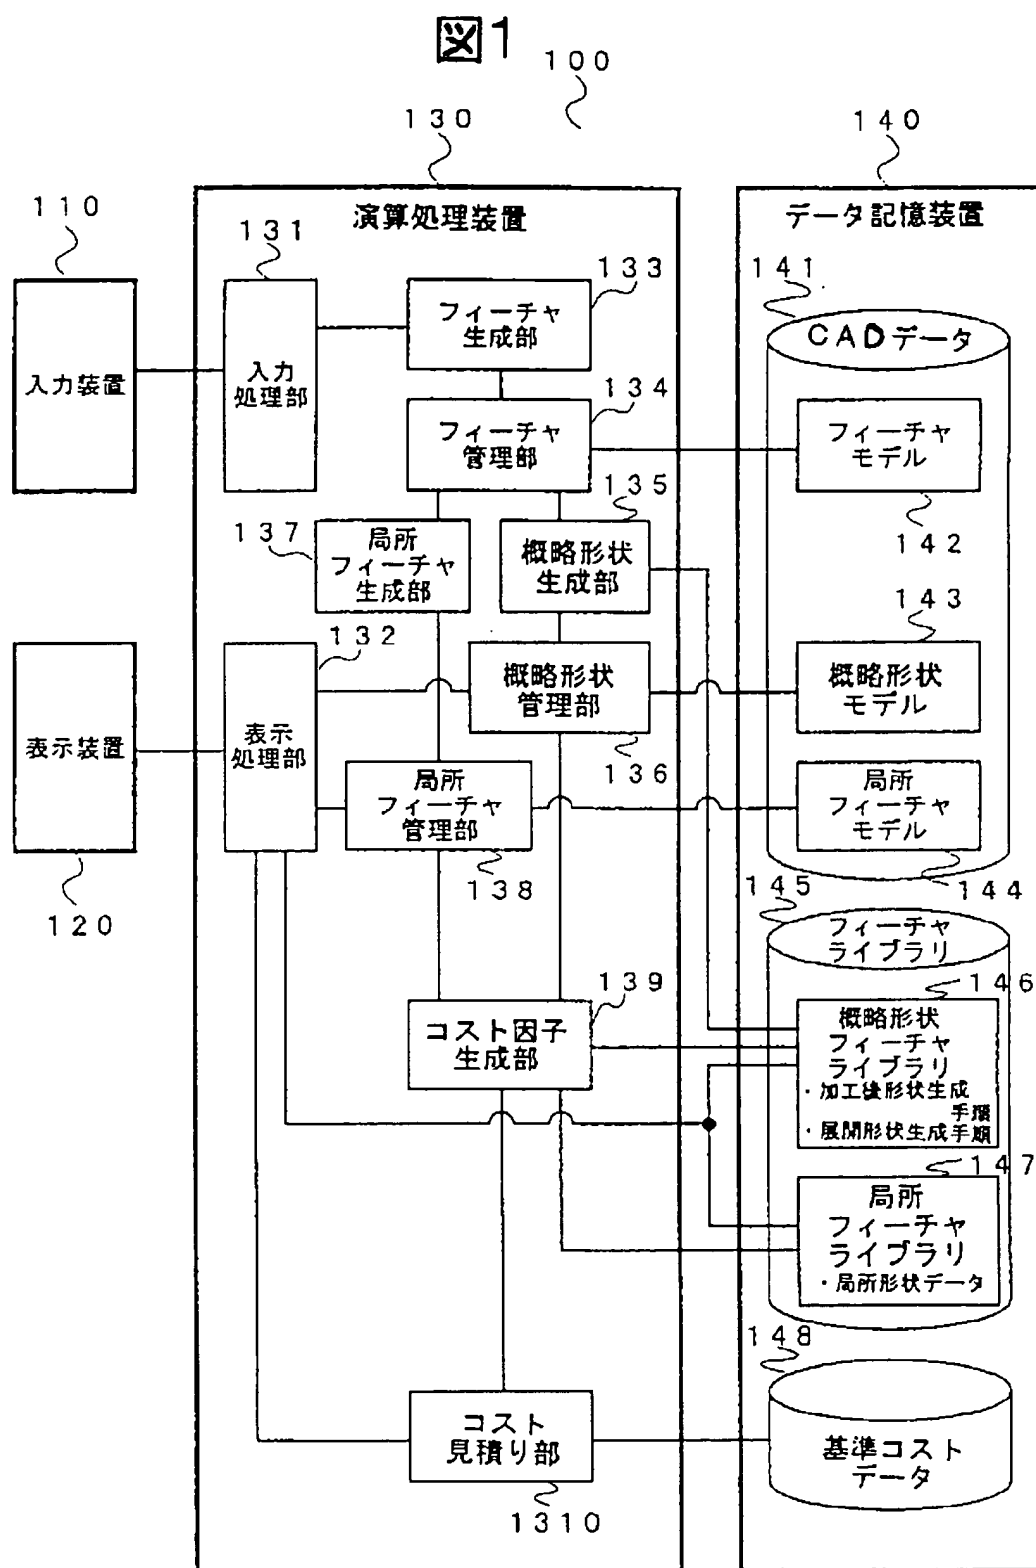 図1
100
130
140
110
演算処理装置
データ記憶装置
131
133
141
フィーチャ
生成部
CADデータ
入力装置
入力
処理部
134
フィーチャ
管理部
フィーチャ
モデル
135
137
局所
フィーチャ
生成部
概略形状
生成部
142
143
132
概略形状
管理部
概略形状
モデル
表示装置
表示
処理部
136
局所
フィーチャ
管理部
局所
フィーチャ
モデル
138
120
145
144
フィーチャ
ライブラリ
139
146
コスト因子
生成部
概略形状
フィーチャ
ライブラリ
・加工後形状生成
手順
・展開形状生成手順
147
局所
フィーチャ
ライブラリ
・局所形状データ
148
コスト
見積り部
基準コスト
データ
1310